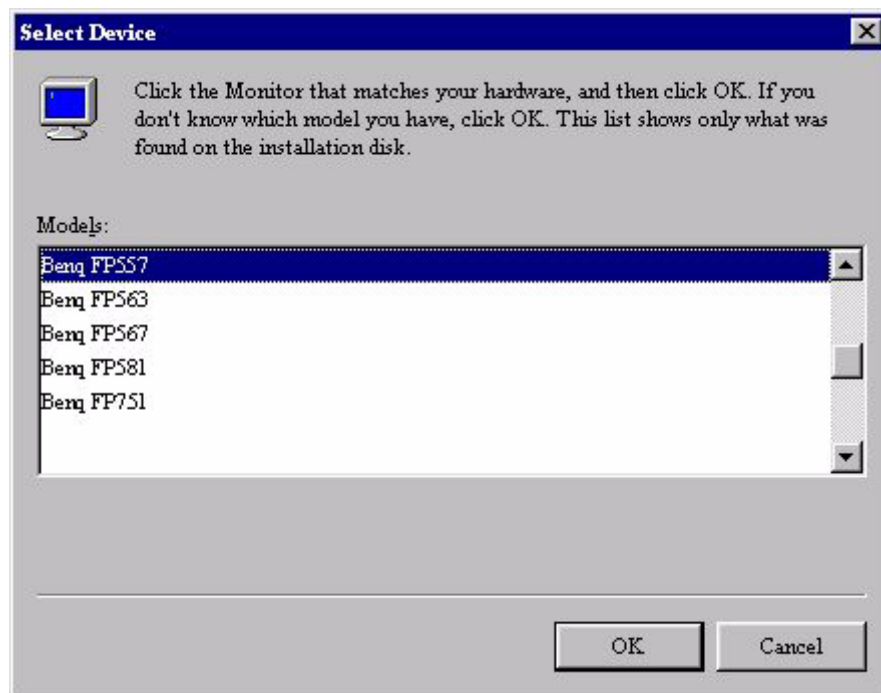 Select Device
Click the Monitor that matches your hardware, and then click OK. If you
don't know which model you have, click OK. This list shows only what was
found on the installation disk.
Models:
Benq FP557
Benq FP563
Benq FP567
Benq FP581
Benq FP751
OK
Cancel